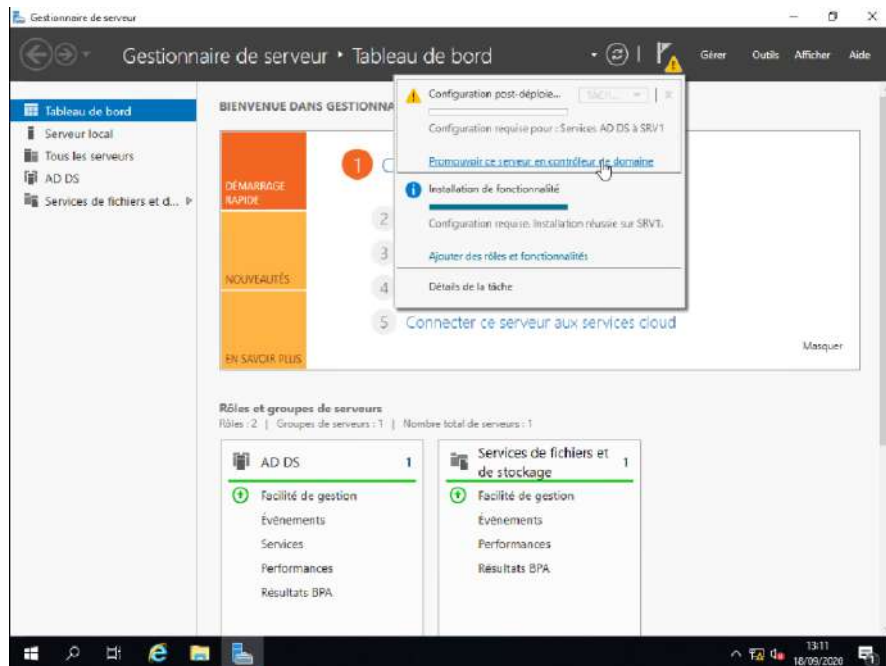 Gestionnaire de serveur
Gestionnaire de serveur • Tableau de bord
Gérer Outils Afficher Aide
Tableau de bord
Serveur local
Tous les serveurs
AD DS
Services de fichiers et d...
BIENVENUE DANS GESTIONNA
Configuration post-déploie...
Configuration requise pour : Services AD DS à SRV1
Promouvoir ce serveur en contrôleur de domaine
Installation de fonctionnalité
Configuration requise. Installation réussie sur SRV1.
Ajouter des rôles et fonctionnalités
Détails de la tâche
DÉMARRAGE
RAPIDE
NOUVEAUTÉS
EN SAVOIR PLUS
1 C
2
3
4
5 Connecter ce serveur aux services cloud
Masquer
Rôles et groupes de serveurs
Rôles : 2 | Groupes de serveurs : 1 | Nombre total de serveurs : 1
AD DS 1
Facilité de gestion
Événements
Services
Performances
Résultats BPA
Services de fichiers et
de stockage 1
Facilité de gestion
Événements
Performances
Résultats BPA
13:11
18/09/2020